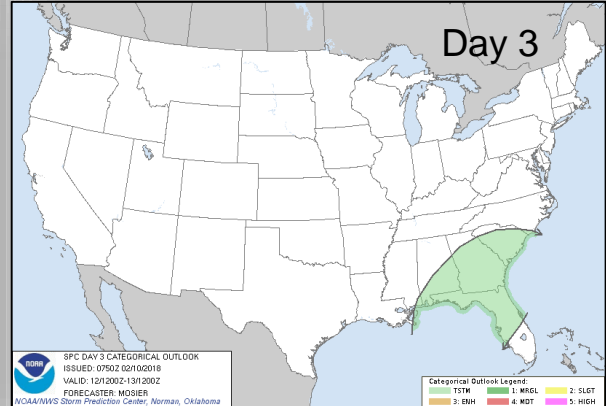 Day 3
NOAA
SPC DAY 3 CATEGORICAL OUTLOOK
ISSUED: 0750Z 02/10/2018
VALID: 12/1200Z-13/1200Z
FORECASTER: MOSIER
NOAA/NWS Storm Prediction Center, Norman, Oklahoma
Categorical Outlook Legend:
TSTM 1: MRGL 2: SLGT
3: ENH 4: MDT 5: HIGH